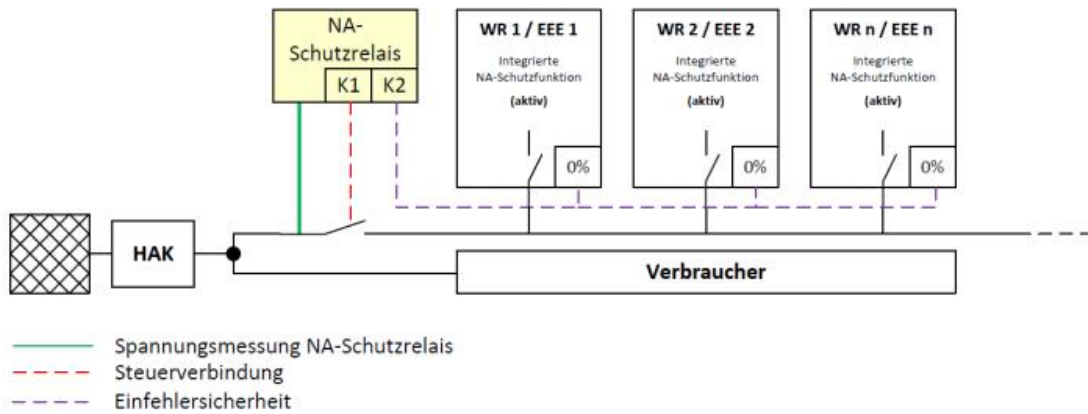 NA-
Schutzrelais
K1 K2
WR 1 / EEE 1
Integrierte
NA-Schutzfunktion
(aktiv)
0%
WR 2 / EEE 2
Integrierte
NA-Schutzfunktion
(aktiv)
0%
WR n / EEE n
Integrierte
NA-Schutzfunktion
(aktiv)
0%
HAK
Verbraucher
Spannungsmessung NA-Schutzrelais
Steuerverbindung
Einfehlersicherheit